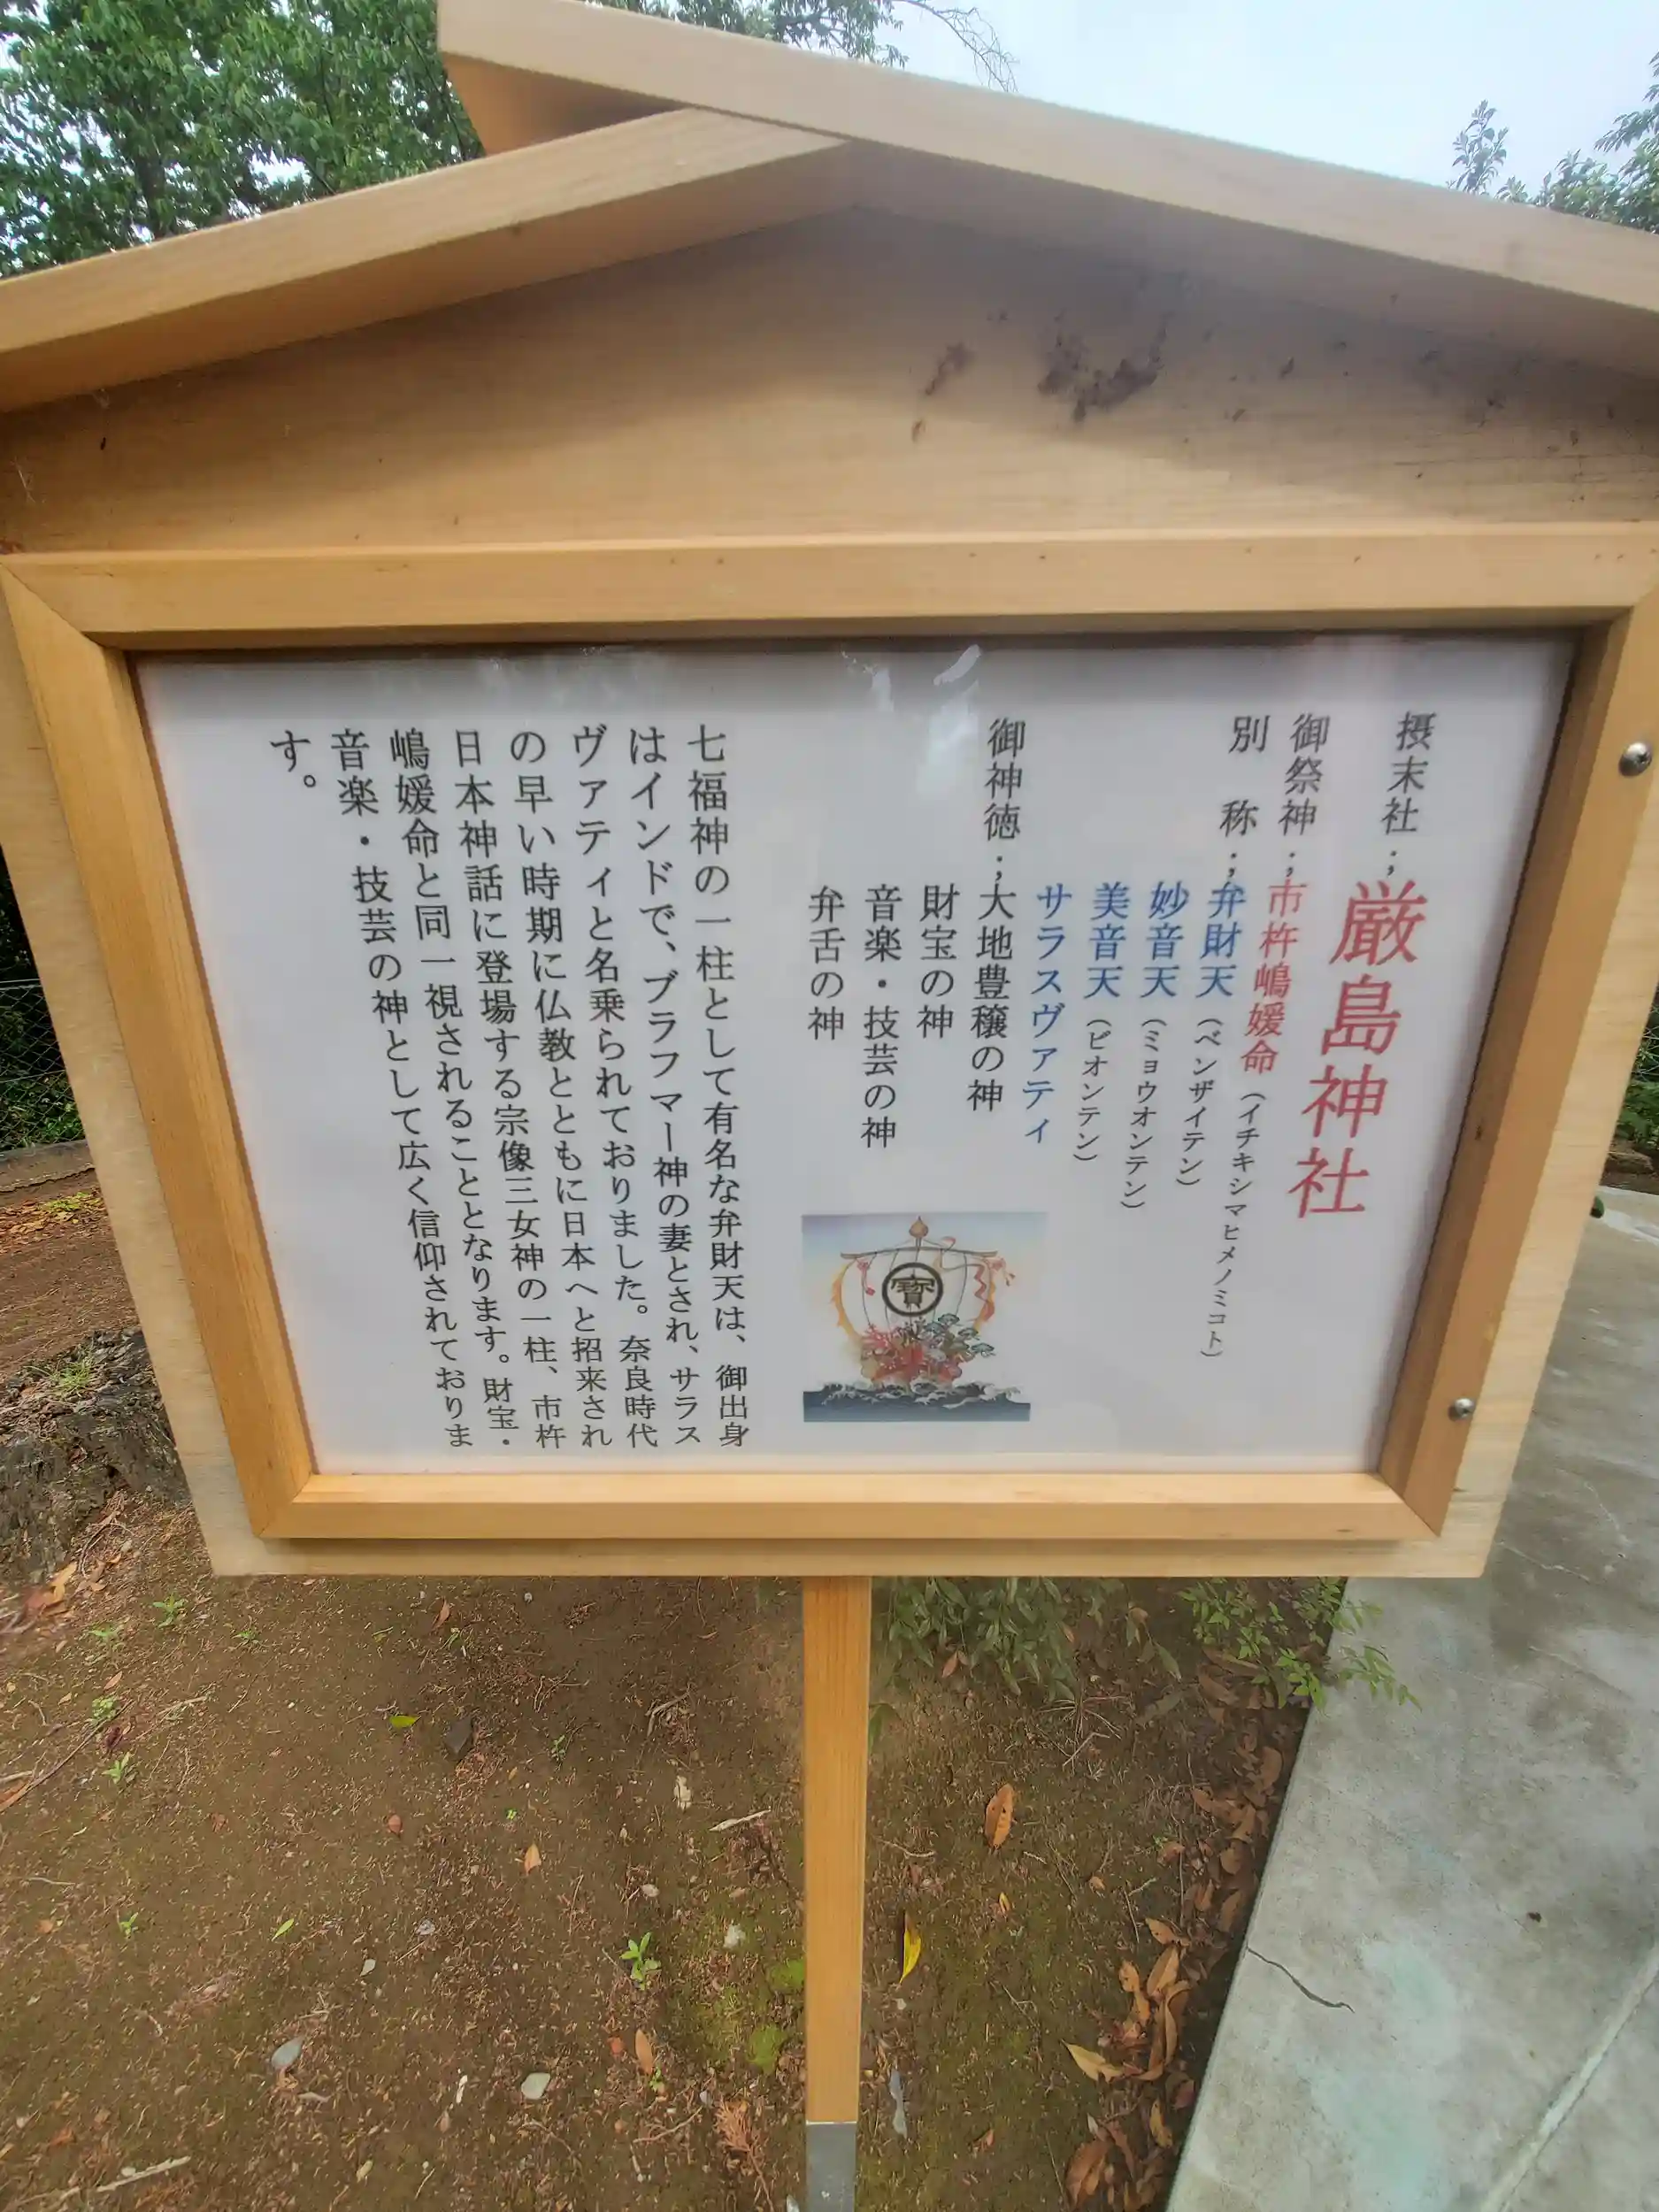 摂末社；厳島神社
御祭神；市杵嶋媛命（イチキシマヒメノミコト）
別　称；弁財天（ベンザイテン）
妙音天（ミョウオンテン）
美音天（ビオンテン）
サラスヴァティ
御神徳；大地豊穣の神
財宝の神
音楽・技芸の神
弁舌の神
寶
七福神の一柱として有名な弁財天は、御出身
はインドで、ブラフマー神の妻とされ、サラス
ヴァティと名乗られておりました。奈良時代
の早い時期に仏教とともに日本へと招来され
日本神話に登場する宗像三女神の一柱、市杵
嶋媛命と同一視されることとなります。財宝・
音楽・技芸の神として広く信仰されておりま
す。